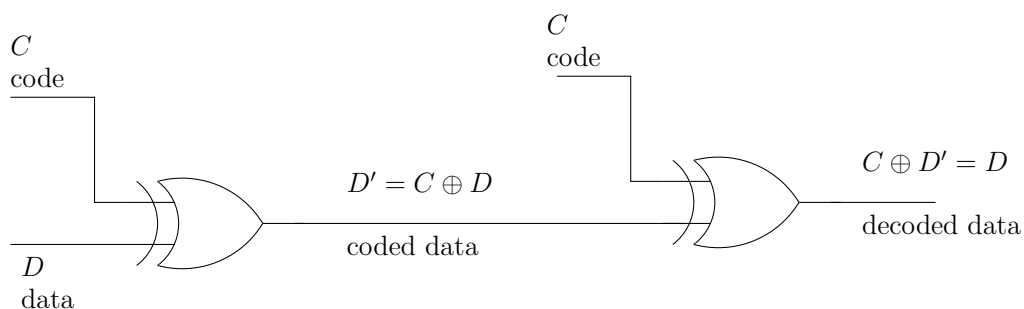 C
code
D
data
D′ = C ⊕ D
coded data
C
code
C ⊕ D′ = D
decoded data